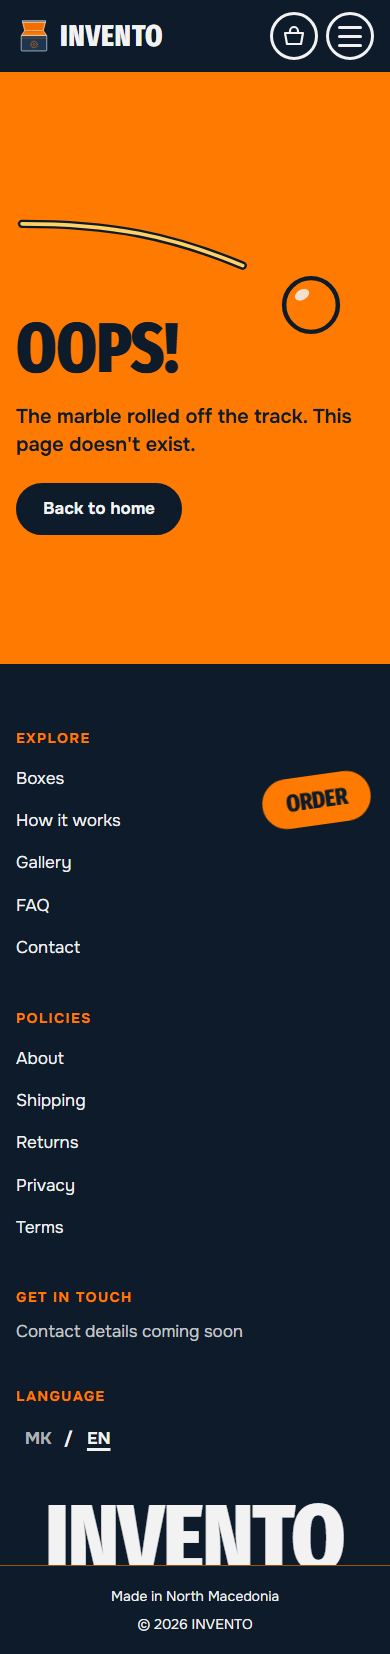 INVENTO
OOPS!
The marble rolled off the track. This
page doesn't exist.
Back to home
EXPLORE
Boxes
ORDER
How it works
Gallery
FAQ
Contact
POLICIES
About
Shipping
Returns
Privacy
Terms
GET IN TOUCH
Contact details coming soon
LANGUAGE
MK / EN
INVENTO
Made in North Macedonia
© 2026 INVENTO